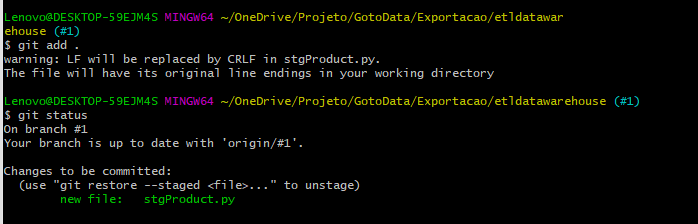 Lenovo@DESKTOP-59EJM4S MINGW64 ~/OneDrive/Projeto/GotoData/Exportacao/etldatawar
ehouse (#1)
$ git add .
warning: LF will be replaced by CRLF in stgProduct.py.
The file will have its original line endings in your working directory
Lenovo@DESKTOP-59EJM4S MINGW64 ~/OneDrive/Projeto/GotoData/Exportacao/etldatawarehouse (#1)
$ git status
On branch #1
Your branch is up to date with 'origin/#1'.
Changes to be committed:
  (use "git restore --staged <file>..." to unstage)
        new file:   stgProduct.py